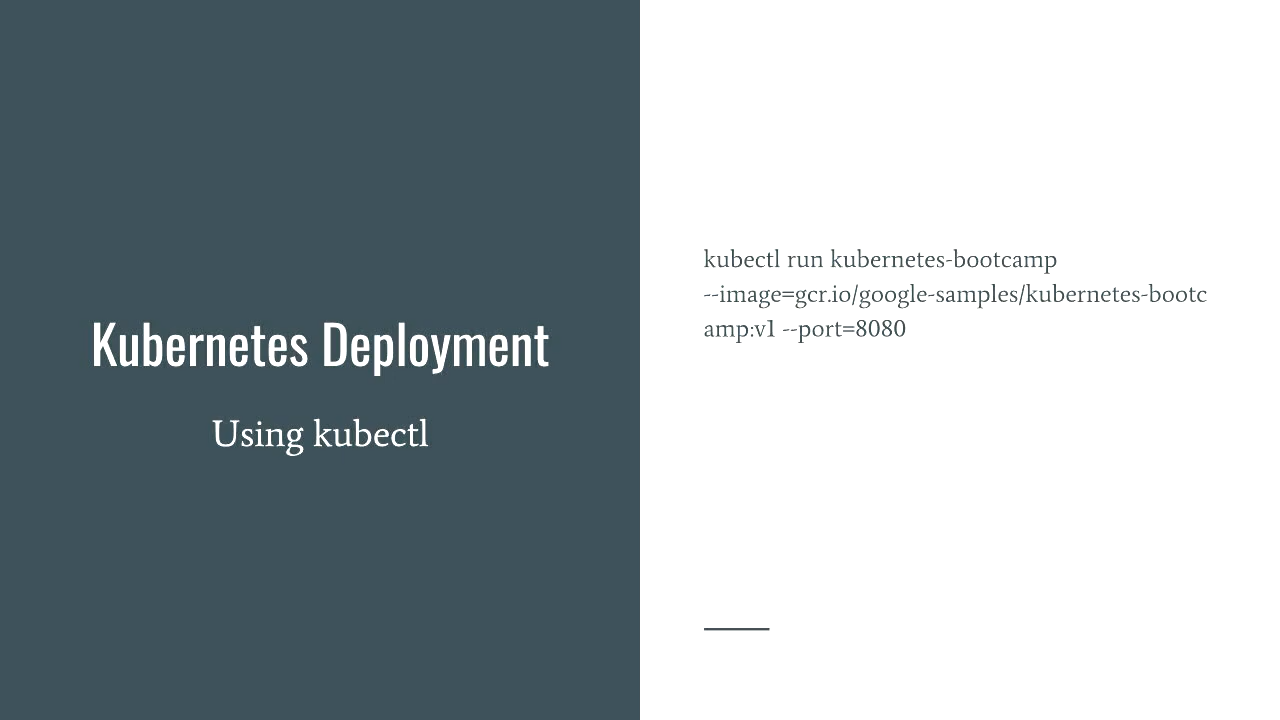 Kubernetes Deployment
Using kubectl
kubectl run kubernetes-bootcamp
--image=gcr.io/google-samples/kubernetes-bootc
amp:v1 --port=8080